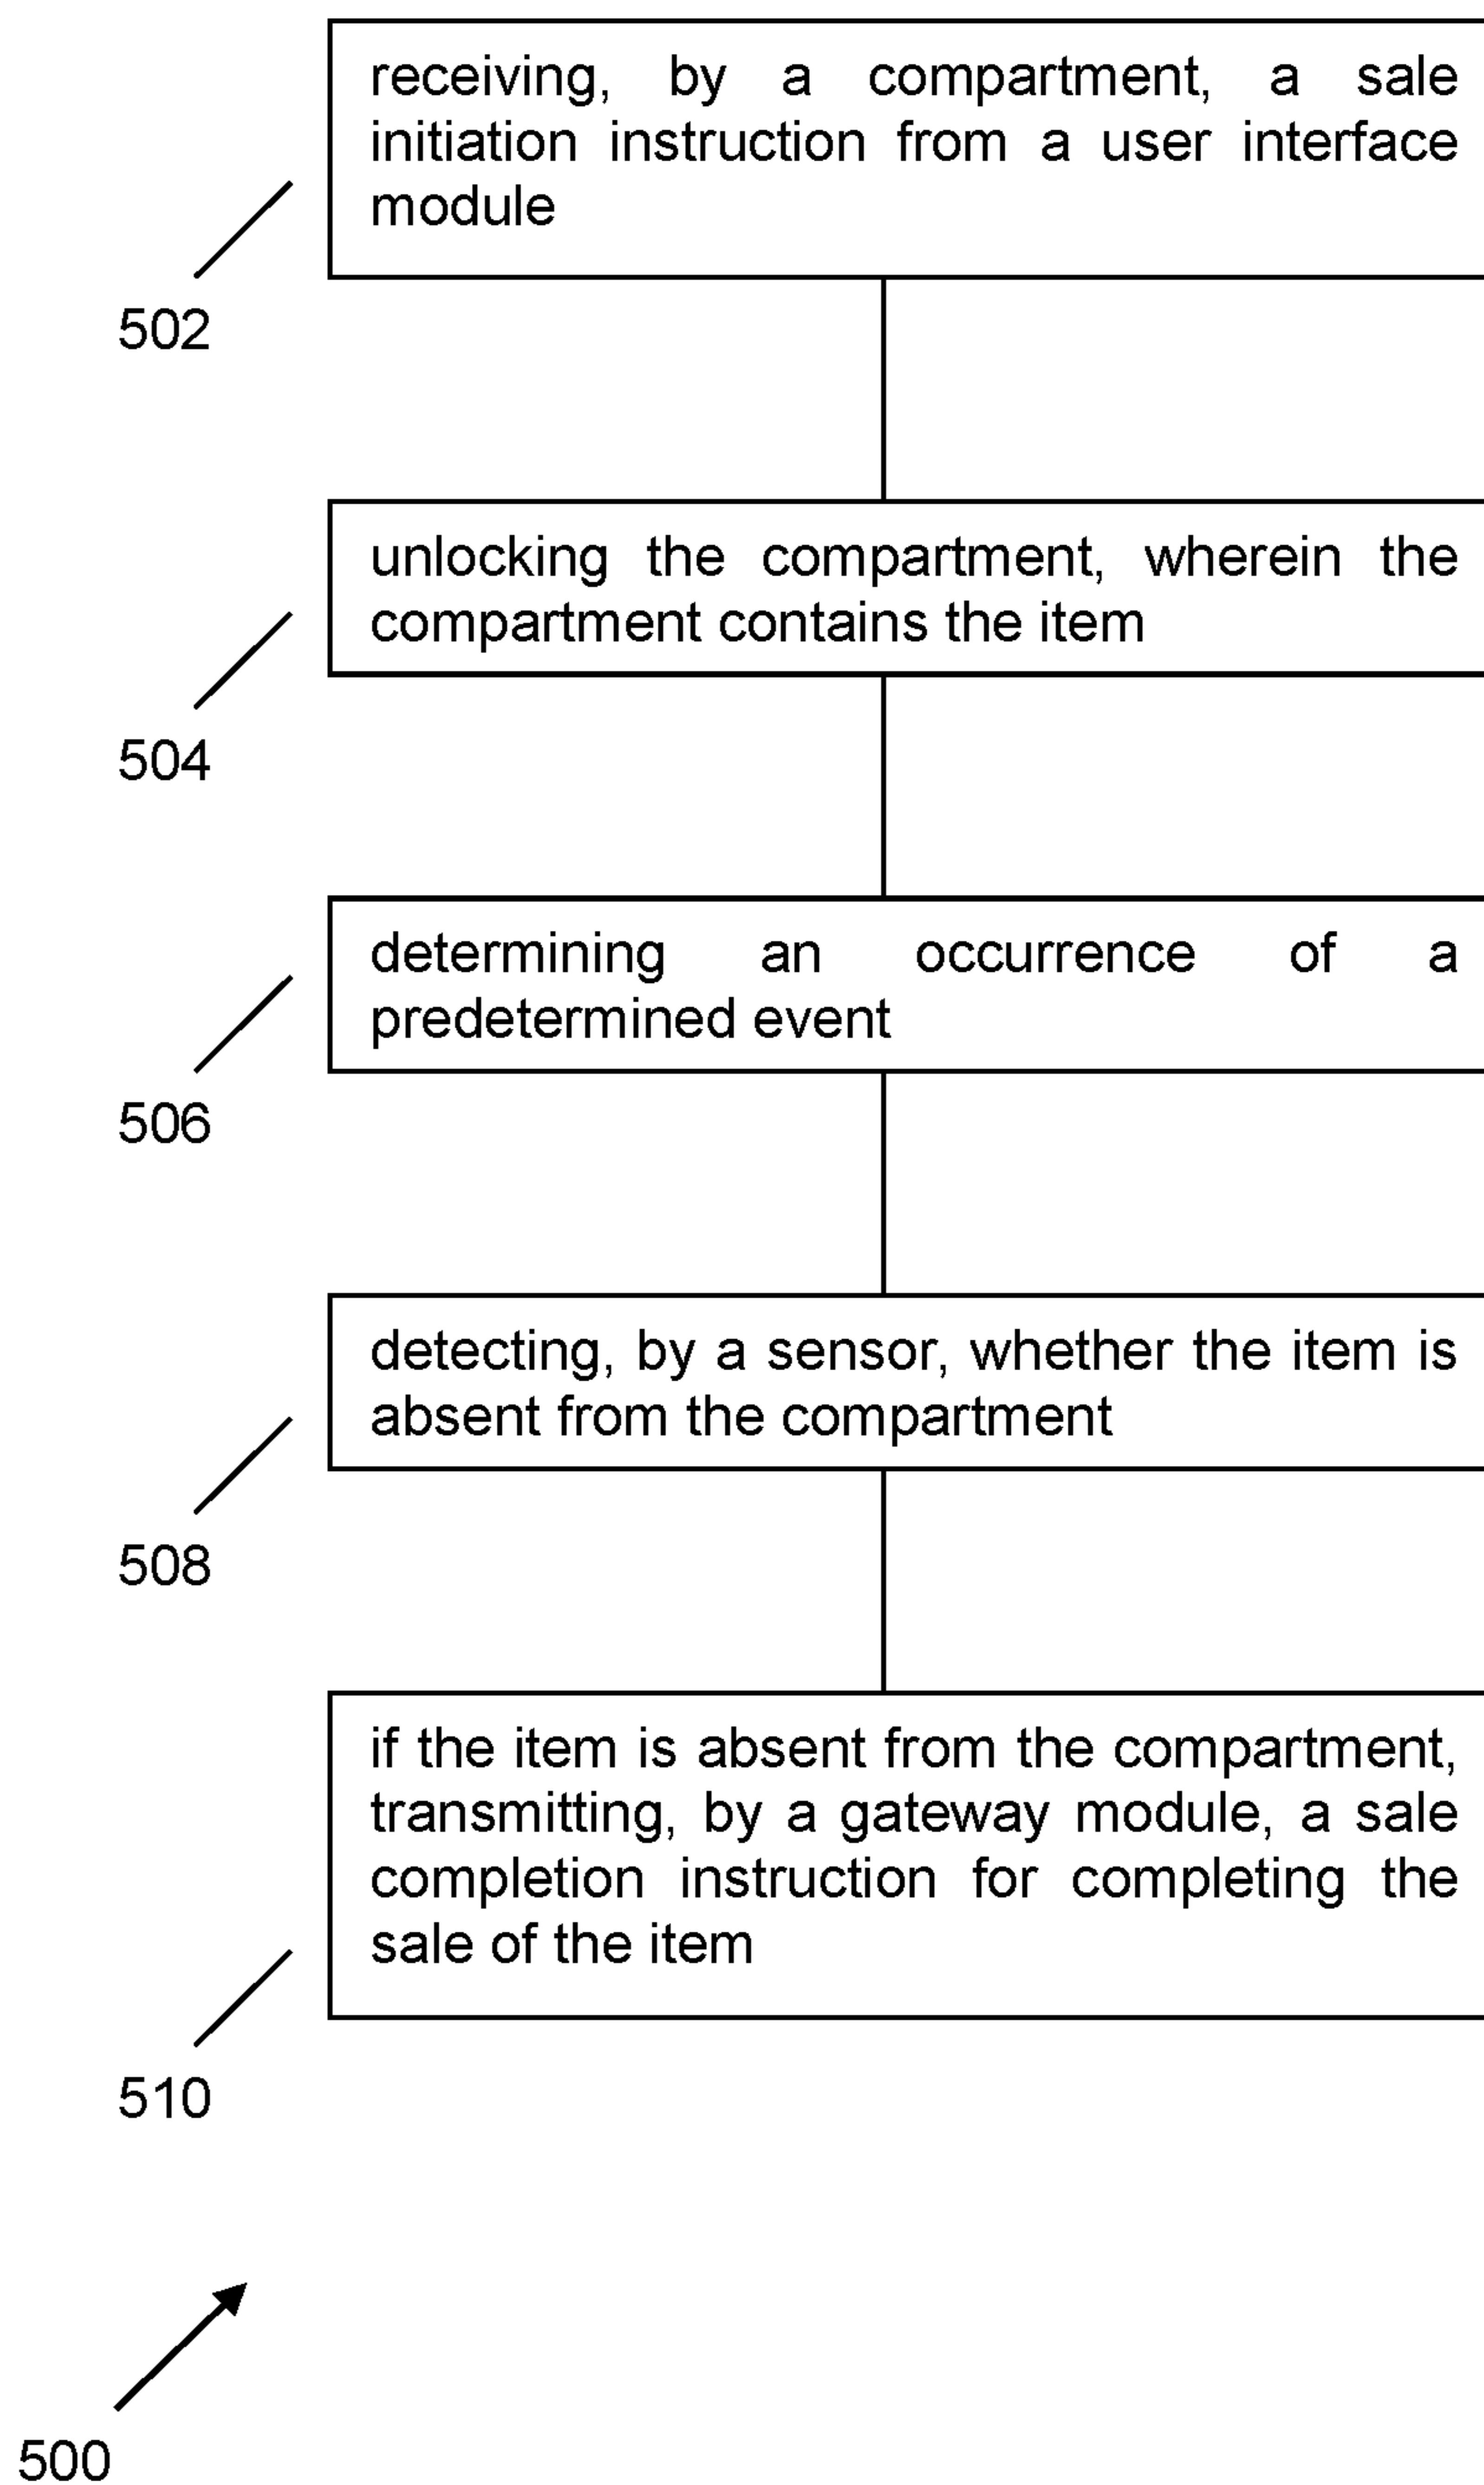 receiving, by a compartment, a sale
initiation instruction from a user interface
module
502
unlocking the compartment, wherein the
compartment contains the item
504
determining an occurrence of a
predetermined event
506
detecting, by a sensor, whether the item is
absent from the compartment
508
if the item is absent from the compartment,
transmitting, by a gateway module, a sale
completion instruction for completing the
sale of the item
510
500